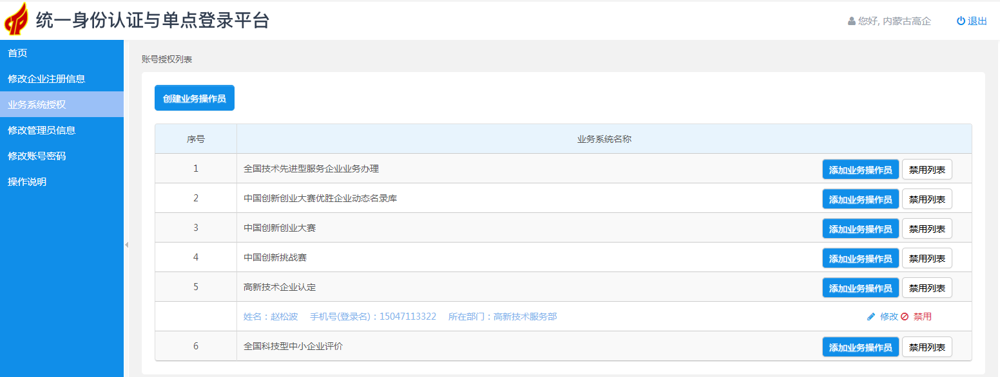 统一身份认证与单点登录平台
您好, 内蒙古高企 退出
首页
修改企业注册信息
业务系统授权
修改管理员信息
修改账号密码
操作说明
账号授权列表
创建业务操作员
序号 业务系统名称
1 全国技术先进型服务企业业务办理 添加业务操作员 禁用列表
2 中国创新创业大赛优胜企业动态名录库 添加业务操作员 禁用列表
3 中国创新创业大赛 添加业务操作员 禁用列表
4 中国创新挑战赛 添加业务操作员 禁用列表
5 高新技术企业认定 添加业务操作员 禁用列表
姓名：赵松波 手机号(登录名)：15047113322 所在部门：高新技术服务部 修改 禁用
6 全国科技型中小企业评价 添加业务操作员 禁用列表